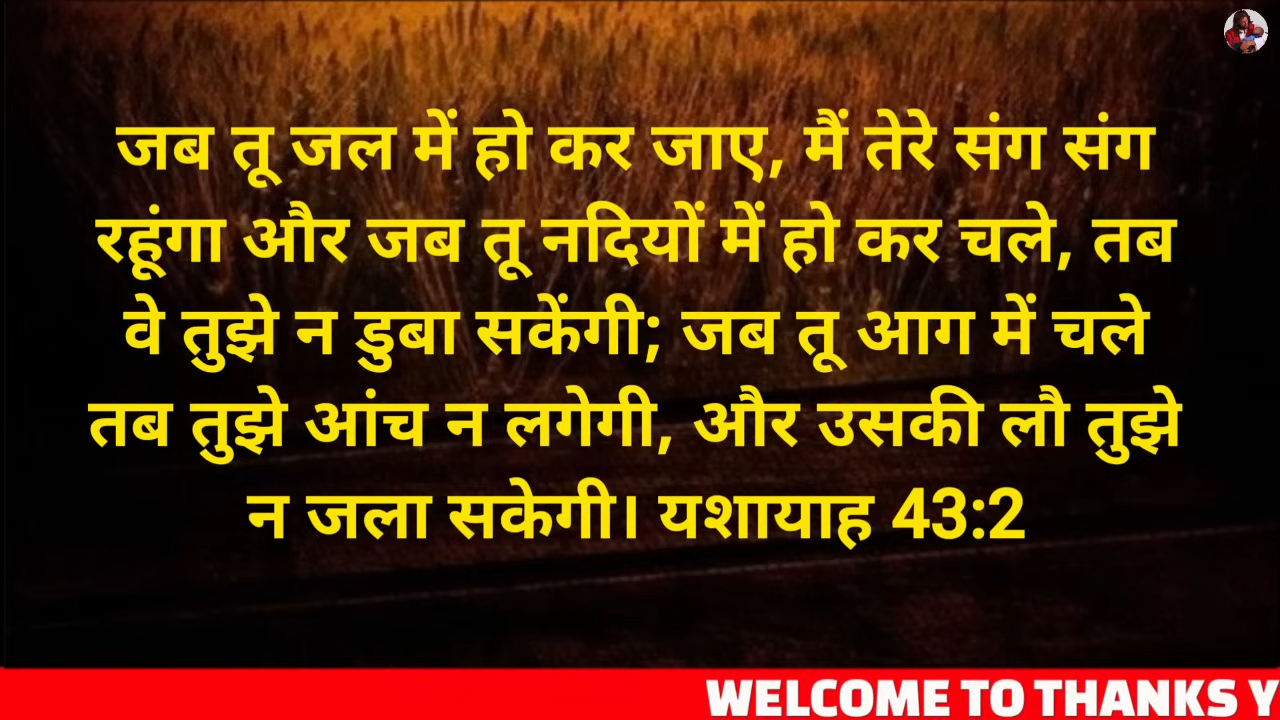 जब तू जल में हो कर जाए, मैं तेरे संग संग
रहूंगा और जब तू नदियों में हो कर चले, तब
वे तुझे न डुबा सकेंगी; जब तू आग में चले
तब तुझे आंच न लगेगी, और उसकी लौ तुझे
न जला सकेगी। यशायाह 43:2
WELCOME TO THANKS Y